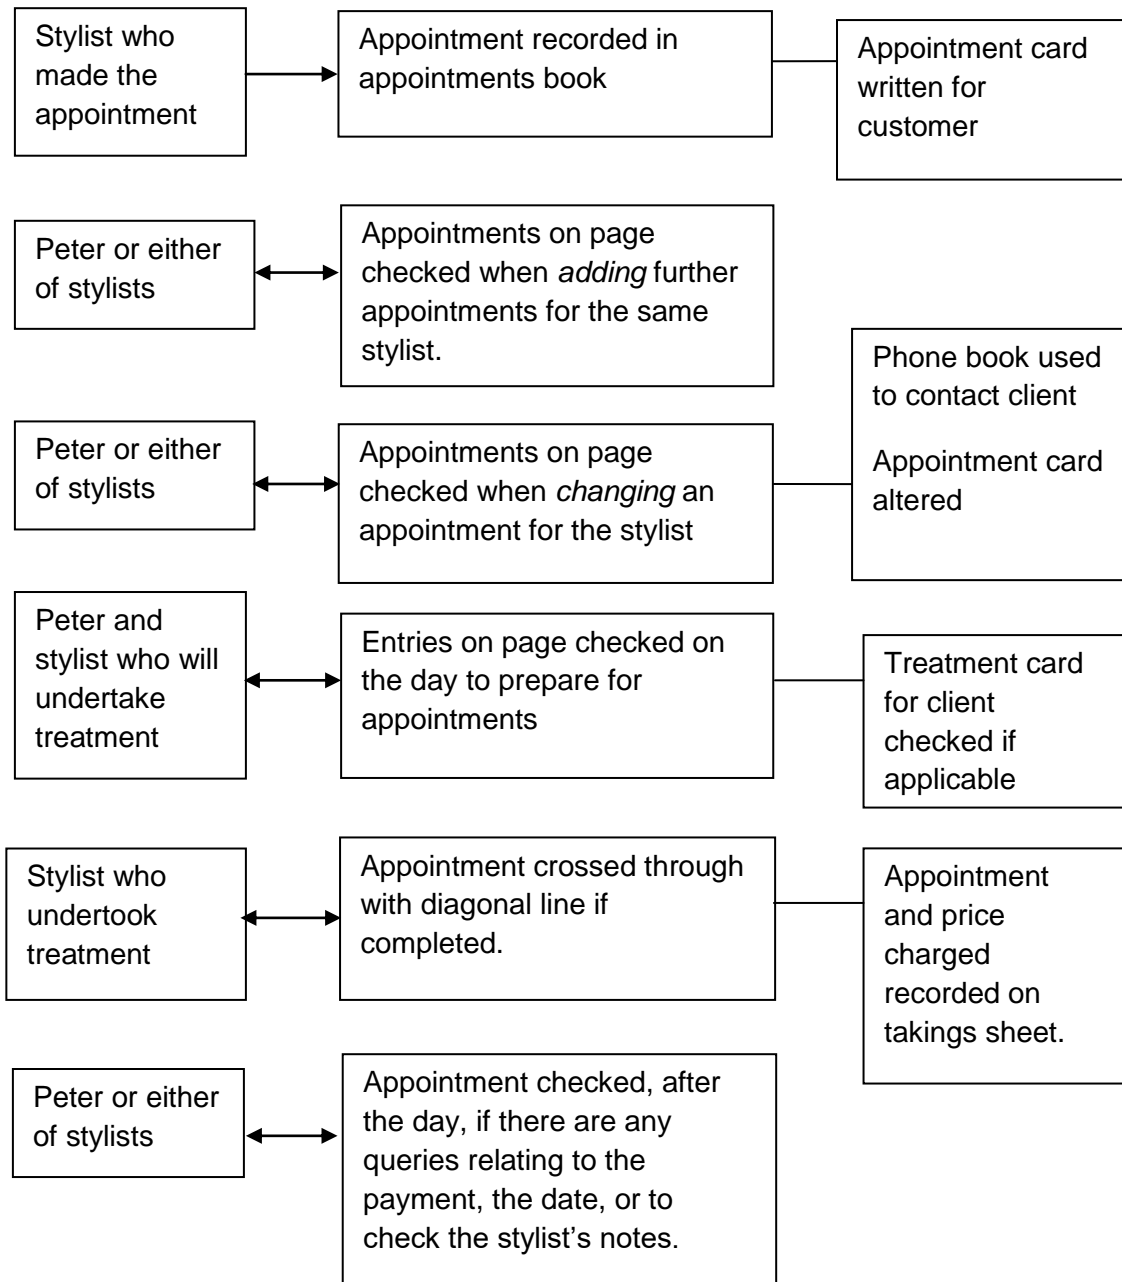 Stylist who
made the
appointment
Appointment recorded in
appointments book
Appointment card
written for
customer
Peter or either
of stylists
Appointments on page
checked when adding further
appointments for the same
stylist.
Peter or either
of stylists
Appointments on page
checked when changing an
appointment for the stylist
Phone book used
to contact client
Appointment card
altered
Peter and
stylist who will
undertake
treatment
Entries on page checked on
the day to prepare for
appointments
Treatment card
for client
checked if
applicable
Stylist who
undertook
treatment
Appointment crossed through
with diagonal line if
completed.
Appointment
and price
charged
recorded on
takings sheet.
Peter or either
of stylists
Appointment checked, after
the day, if there are any
queries relating to the
payment, the date, or to
check the stylist’s notes.